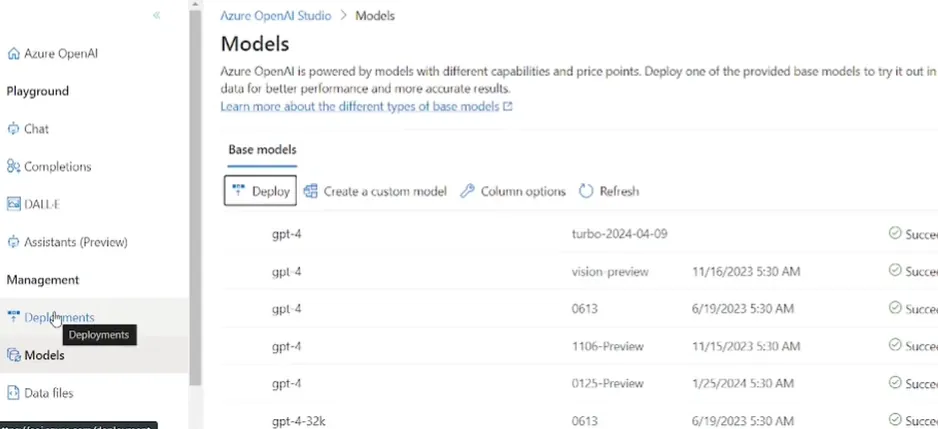 Azure OpenAI Studio > Models
«
Azure OpenAI
Playground
Chat
Completions
DALL·E
Assistants (Preview)
Management
Deployments
Deployments
Models
Data files
Models
Azure OpenAI is powered by models with different capabilities and price points. Deploy one of the provided base models to try it out in
data for better performance and more accurate results.
Learn more about the different types of base models
Base models
Deploy Create a custom model Column options Refresh
gpt-4 turbo-2024-04-09 Succee
gpt-4 vision-preview 11/16/2023 5:30 AM Succee
gpt-4 0613 6/19/2023 5:30 AM Succee
gpt-4 1106-Preview 11/15/2023 5:30 AM Succee
gpt-4 0125-Preview 1/25/2024 5:30 AM Succee
gpt-4-32k 0613 6/19/2023 5:30 AM Succee